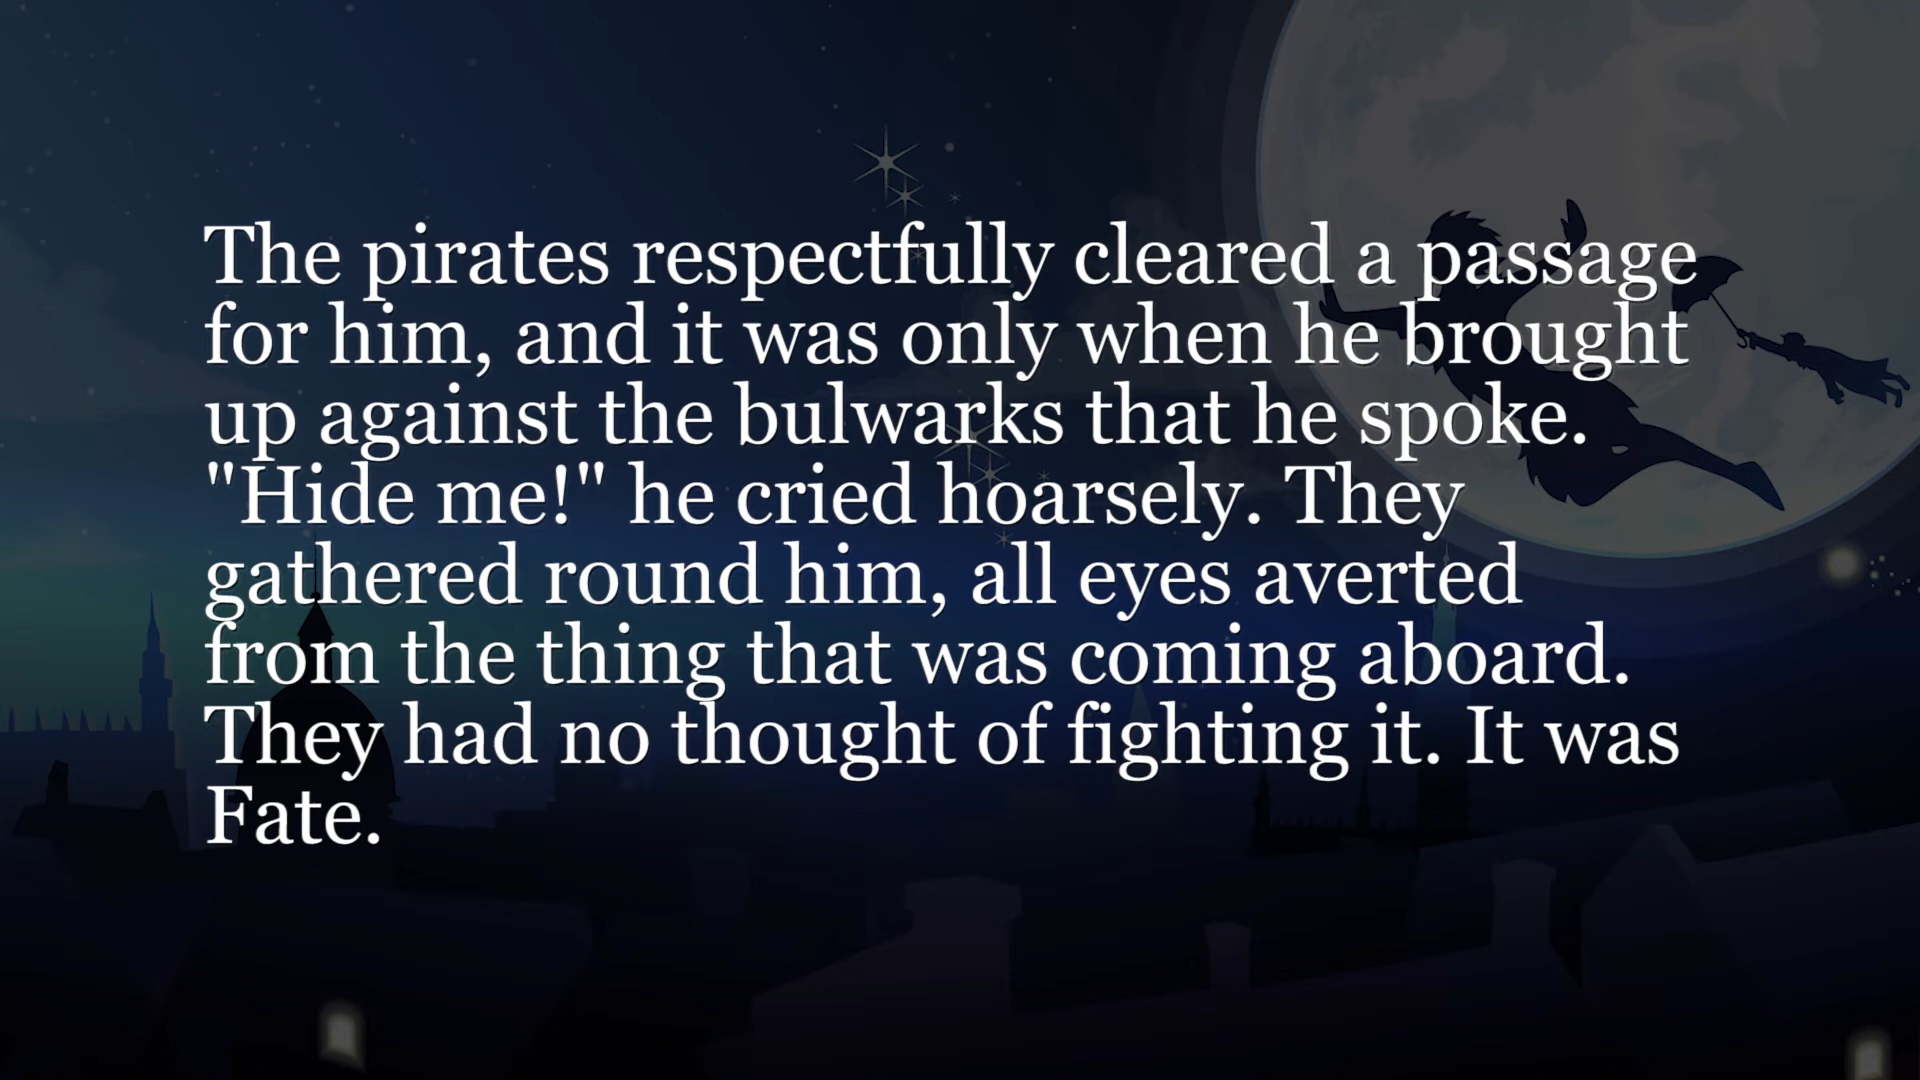 The pirates respectfully cleared a passage
for him, and it was only when he brought
up against the bulwarks that he spoke.
"Hide me!" he cried hoarsely. They
gathered round him, all eyes averted
from the thing that was coming aboard.
They had no thought of fighting it. It was
Fate.